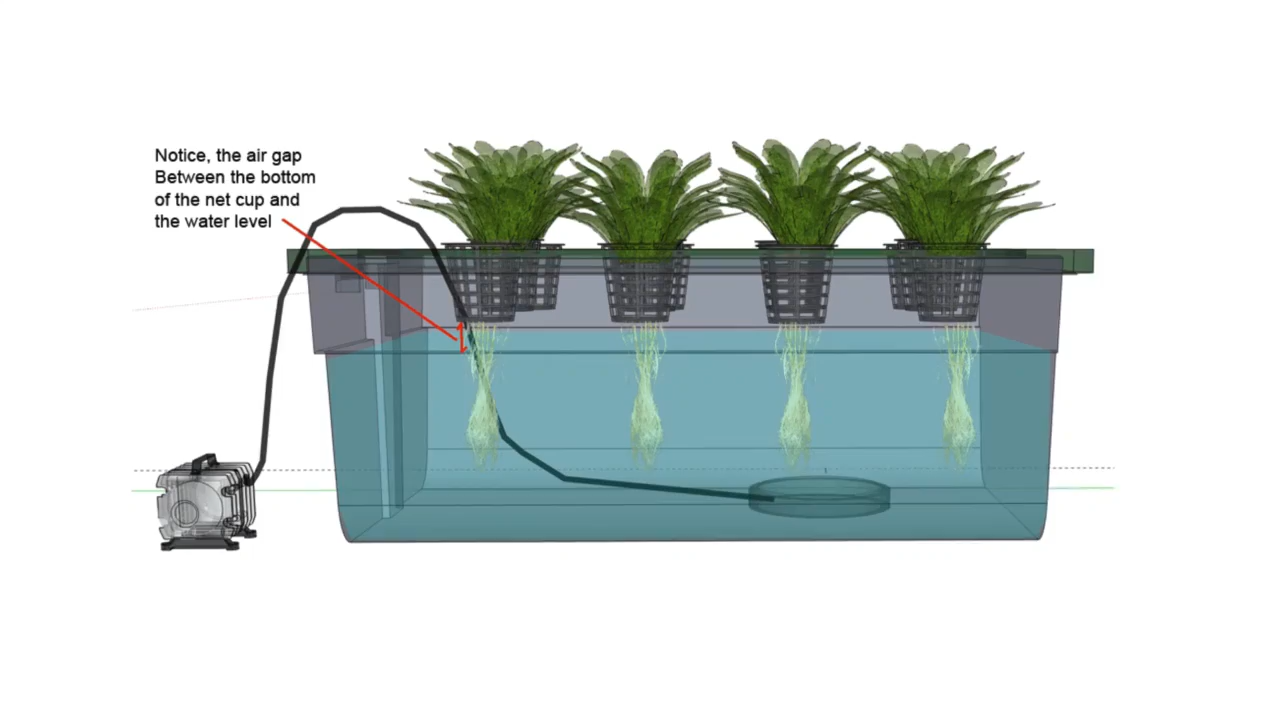 Notice, the air gap
Between the bottom
of the net cup and
the water level